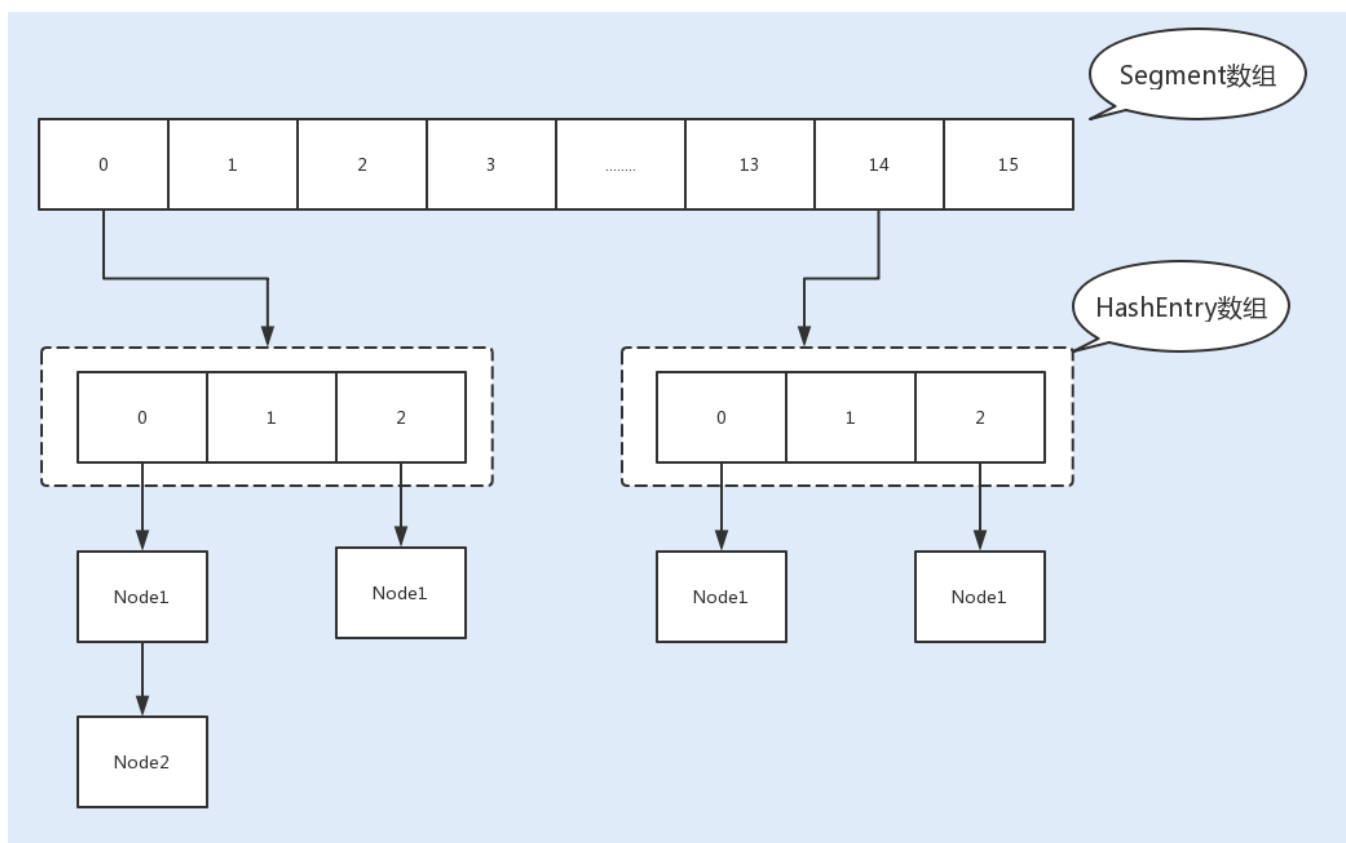 Segment数组
0 1 2 3 ........ 13 14 15
HashEntry数组
0 1 2 0 1 2
Node1 Node1 Node1 Node1
Node2